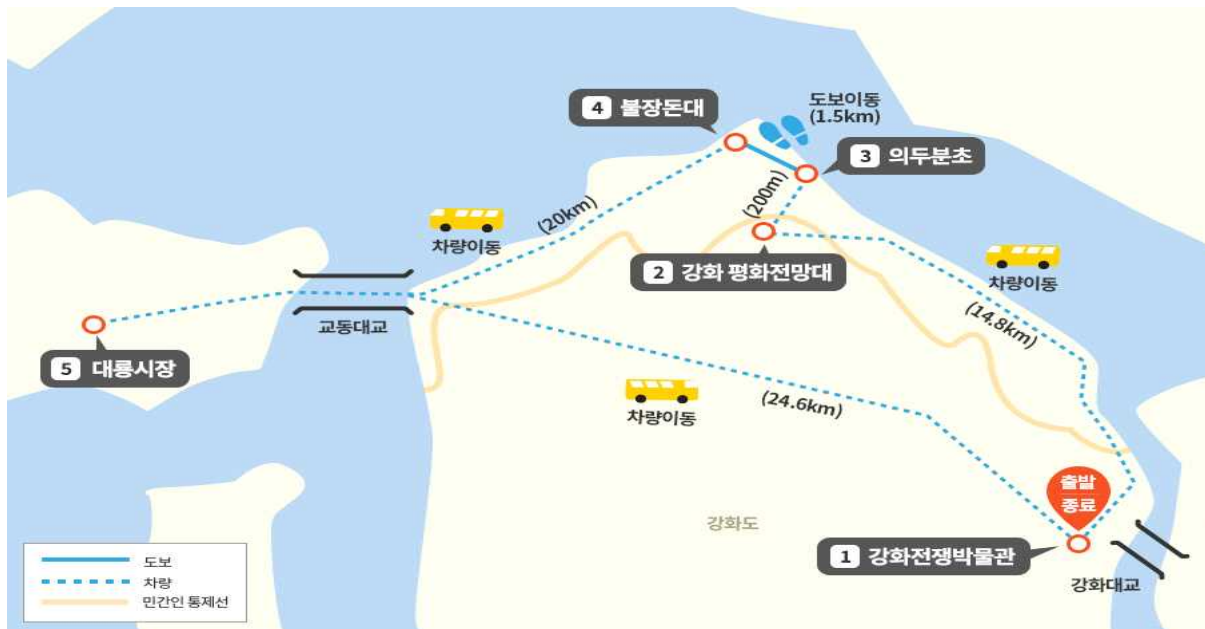 4 불장돈대
도보이동
(1.5km)
3 의두분초
(200m)
(20km)
차량이동
2 강화 평화전망대
차량이동
(14.8km)
교동대교
5 대룡시장
차량이동
(24.6km)
출발
종료
강화도
1 강화전쟁박물관
강화대교
도보
차량
민간인 통제선